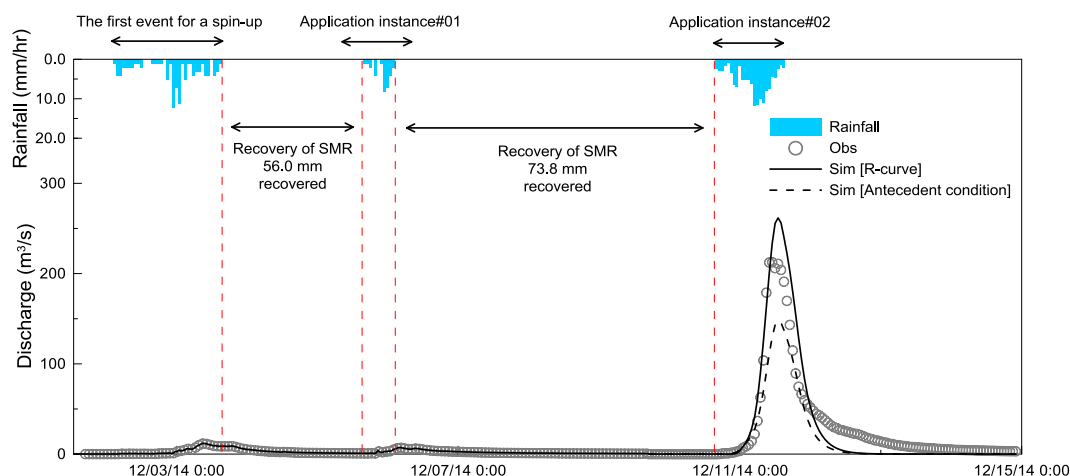 The first event for a spin-up
Application instance#01
Application instance#02
Rainfall (mm/hr)
0.0
10.0
20.0
Recovery of SMR
56.0 mm
recovered
Recovery of SMR
73.8 mm
recovered
Rainfall
Obs
Sim [R-curve]
Sim [Antecedent condition]
Discharge (m³/s)
300
200
100
0
12/03/14 0:00
12/07/14 0:00
12/11/14 0:00
12/15/14 0:00